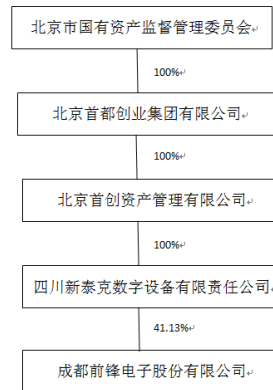 北京市国有资产监督管理委员会
100%
北京首都创业集团有限公司
100%
北京首创资产管理有限公司
100%
四川新泰克数字设备有限责任公司
41.13%
成都前锋电子股份有限公司